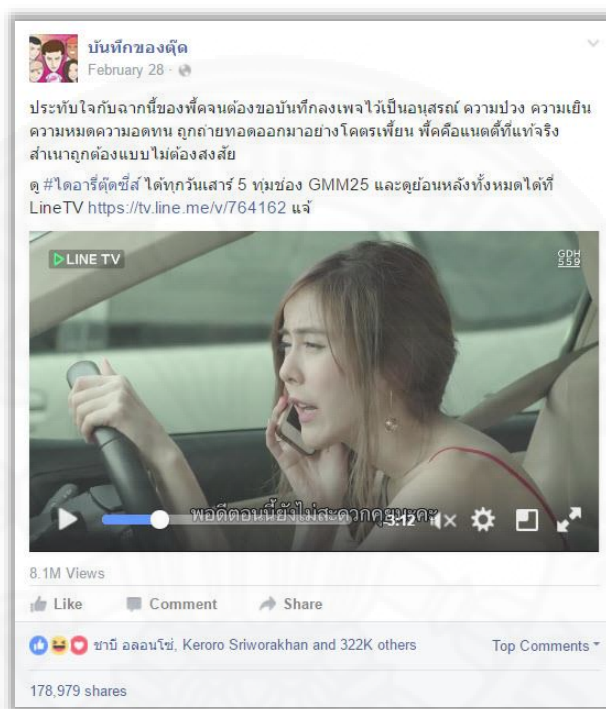 บันทึกของตุ๊ด
February 28 ·
ประทับใจกับฉากนี้ของพี้คจนต้องขอบันทึกลงเพจไว้เป็นอนุสรณ์ ความปวง ความเยิน
ความหมดความอดทน ถูกถ่ายทอดออกมาอย่างโคตรเพี้ยน พี้คคือแนตตี้ที่แท้จริง
สำเนาถูกต้องแบบไม่ต้องสงสัย
ดู #ไดอารี่ตุ๊ดซี่ส์ ได้ทุกวันเสาร์ 5 ทุ่มช่อง GMM25 และดูย้อนหลังทั้งหมดได้ที่
LineTV https://tv.line.me/v/764162 แจ้
LINE TV
GDH
559
พอดีตอนนี้ยังไม่สะดวกคุยนะคะ
3:12
8.1M Views
Like Comment Share
ชาบี อลอนโซ่, Keroro Sriworakhan and 322K others Top Comments
178,979 shares